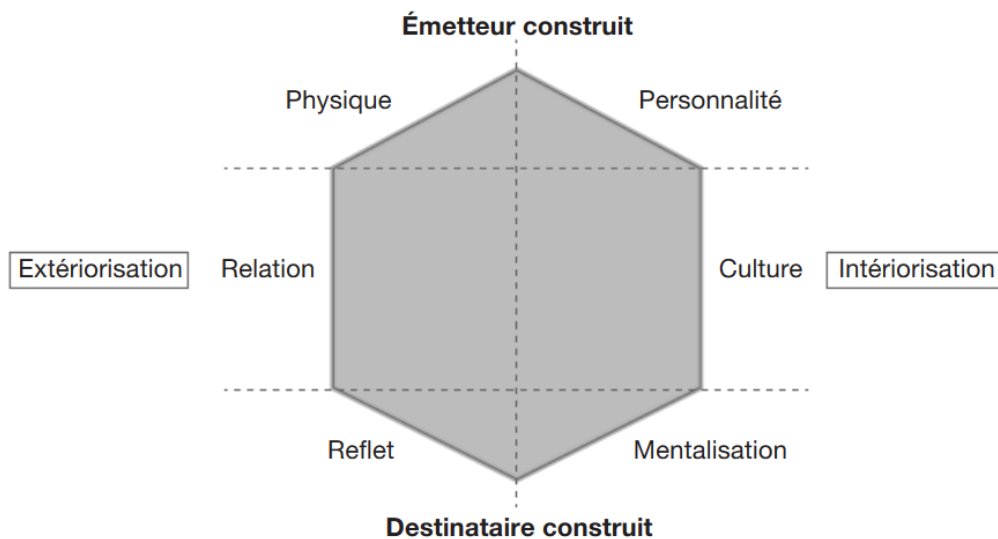 Émetteur construit
Physique
Personnalité
Extériorisation
Relation
Culture
Intériorisation
Reflet
Mentalisation
Destinataire construit